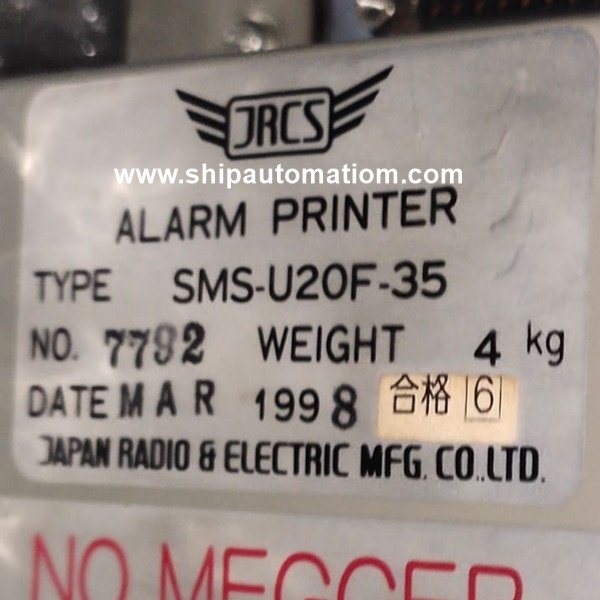 JRCS
www.shipautomatiom.com
ALARM PRINTER
TYPE SMS-U20F-35
NO. 7792 WEIGHT 4 kg
DATE MAR 1998 合格 6
JAPAN RADIO & ELECTRIC MFG. CO.,LTD.
NO MEGGER